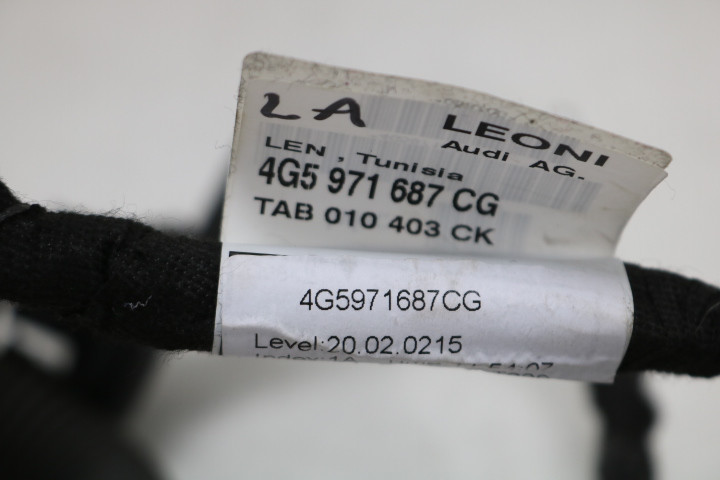 LA LEONI
Audi AG.
LEN , Tunisia
4G5 971 687 CG
TAB 010 403 CK
4G5971687CG
Level:20.02.0215